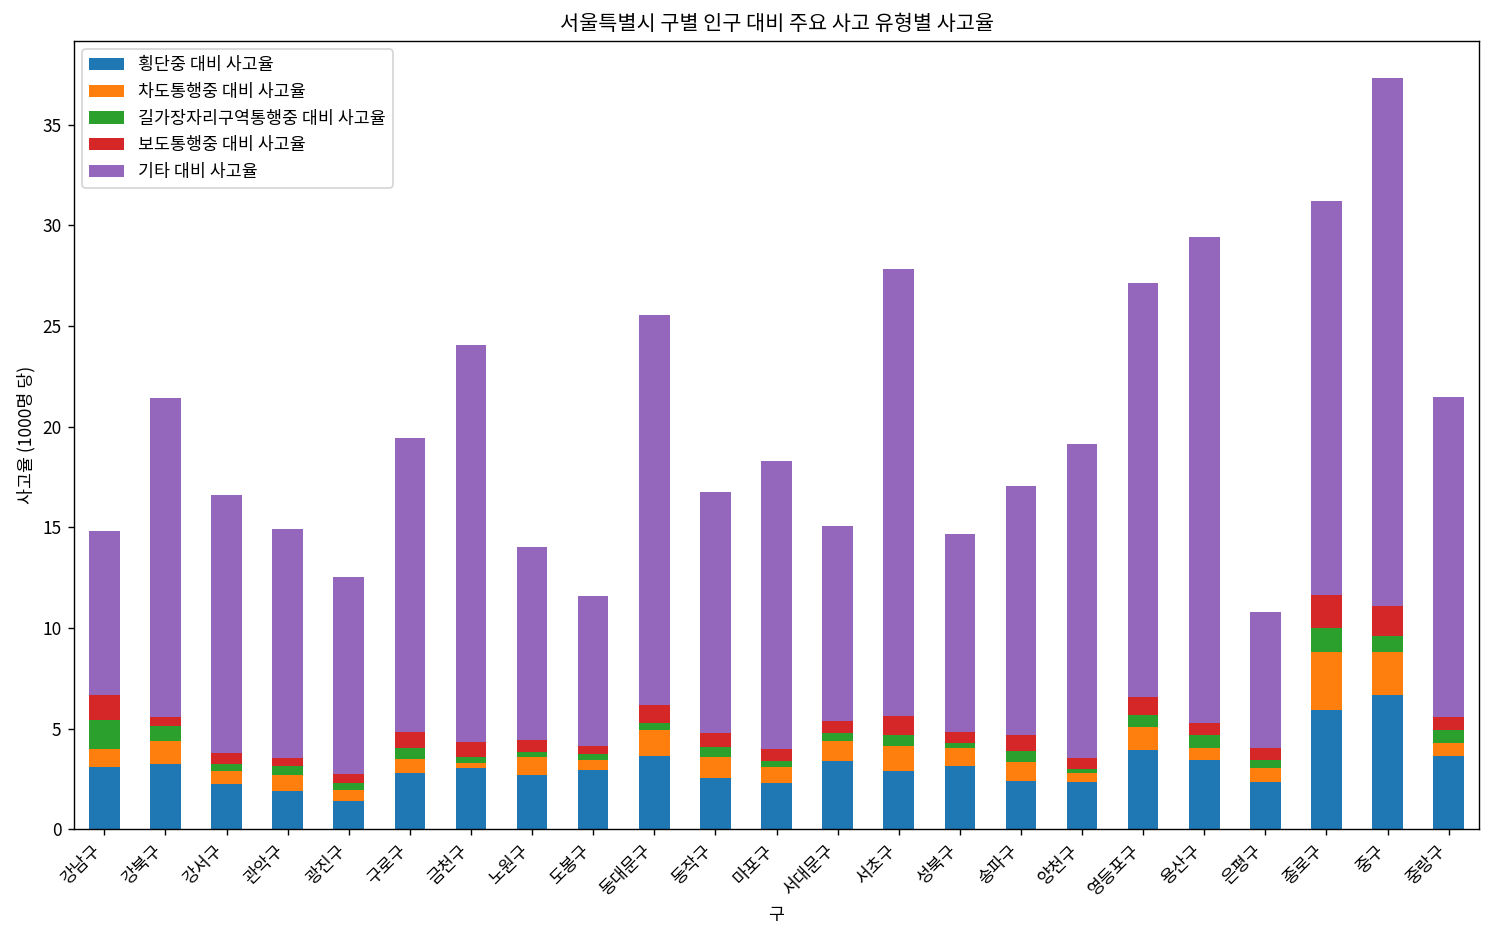 서울특별시 구별 인구 대비 주요 사고 유형별 사고율
횡단중 대비 사고율
차도통행중 대비 사고율
길가장자리구역통행중 대비 사고율
보도통행중 대비 사고율
기타 대비 사고율
사고율 (1000명 당)
35
30
25
20
15
10
5
0
강남구
강북구
강서구
관악구
광진구
구로구
금천구
노원구
도봉구
동대문구
동작구
마포구
서대문구
서초구
성북구
송파구
양천구
영등포구
용산구
은평구
종로구
중구
중랑구
구